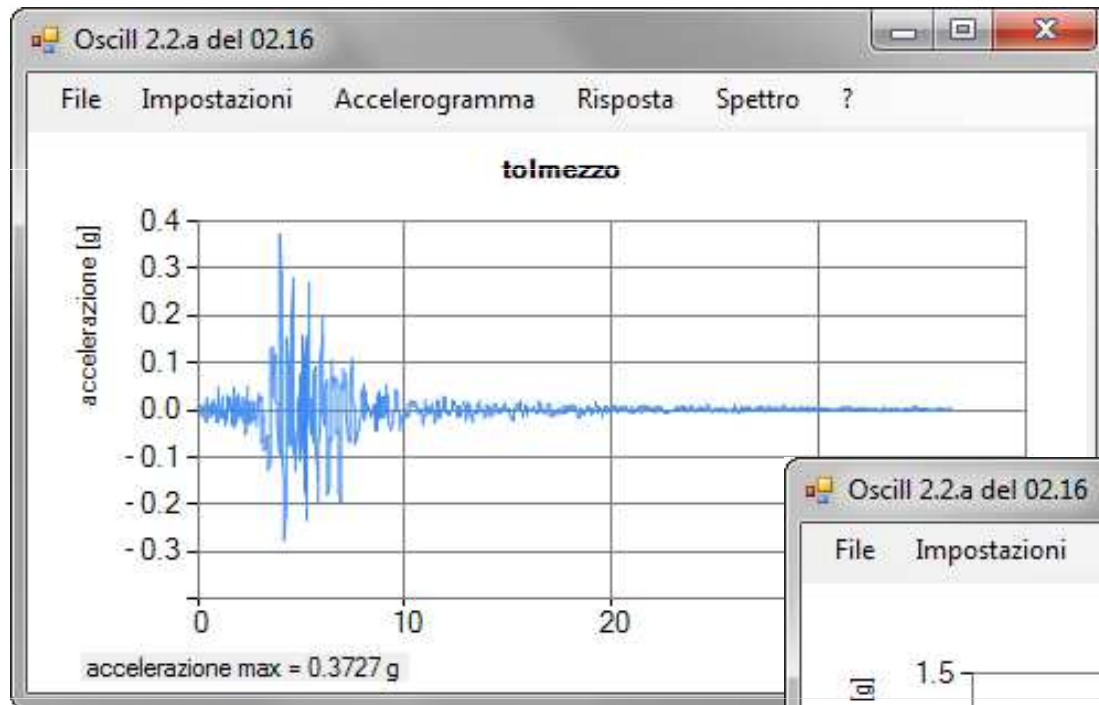 Oscill 2.2.a del 02.16
File Impostazioni Accelerogramma Risposta Spettro ?
tolmezzo
accelerazione [g]
0.4
0.3
0.2
0.1
0.0
-0.1
-0.2
-0.3
0 10 20
accelerazione max = 0.3727 g
Oscill 2.2.a del 02.16
File Impostazioni
1.5
[g]